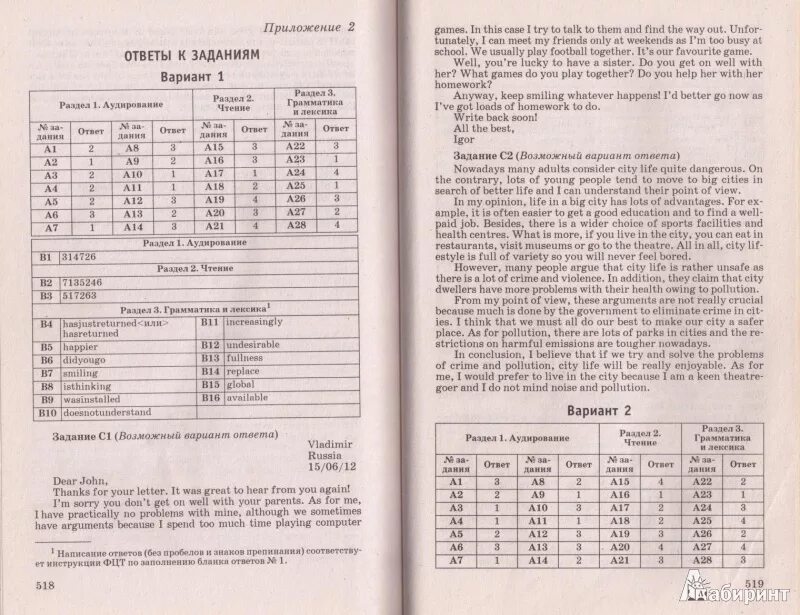 Приложение 2
ОТВЕТЫ К ЗАДАНИЯМ
Вариант 1
Раздел 1. Аудирование Раздел 2. Чтение Раздел 3. Грамматика и лексика
№ задания Ответ № задания Ответ № задания Ответ № задания Ответ
A1 2 A8 3 A15 3 A22 3
A2 1 A9 2 A16 3 A23 1
A3 2 A10 1 A17 1 A24 4
A4 2 A11 1 A18 2 A25 1
A5 2 A12 3 A19 4 A26 3
A6 3 A13 2 A20 3 A27 2
A7 1 A14 3 A21 4 A28 4
Раздел 1. Аудирование
B1 314726
Раздел 2. Чтение
B2 7135246
B3 517263
Раздел 3. Грамматика и лексика1
B4 hasjustreturned<или> hasreturned B11 increasingly
B5 happier B12 undesirable
B6 didyougo B13 fullness
B7 smiling B14 replace
B8 isthinking B15 global
B9 wasinstalled B16 available
B10 doesnotunderstand
Задание C1 (Возможный вариант ответа)
Vladimir
Russia
15/06/12
Dear John,
Thanks for your letter. It was great to hear from you again!
I'm sorry you don't get on well with your parents. As for me,
I have practically no problems with mine, although we sometimes
have arguments because I spend too much time playing computer
1 Написание ответов (без пробелов и знаков препинания) соответству-
ет инструкции ФЦТ по заполнению бланка ответов № 1.
518
games. In this case I try to talk to them and find the way out. Unfor-
tunately, I can meet my friends only at weekends as I'm too busy at
school. We usually play football together. It's our favourite game.
Well, you're lucky to have a sister. Do you get on well with
her? What games do you play together? Do you help her with her
homework?
Anyway, keep smiling whatever happens! I'd better go now as
I've got loads of homework to do.
Write back soon!
All the best,
Igor
Задание C2 (Возможный вариант ответа)
Nowadays many adults consider city life quite dangerous. On
the contrary, lots of young people tend to move to big cities in
search of better life and I can understand their point of view.
In my opinion, life in a big city has lots of advantages. For ex-
ample, it is often easier to get a good education and to find a well-
paid job. Besides, there is a wider choice of sports facilities and
health centres. What is more, if you live in the city, you can eat in
restaurants, visit museums or go to the theatre. All in all, city lif-
estyle is full of variety so you will never feel bored.
However, many people argue that city life is rather unsafe as
there is a lot of crime and violence. In addition, they claim that city
dwellers have more problems with their health owing to pollution.
From my point of view, these arguments are not really crucial
because much is done by the government to eliminate crime in cit-
ies. I think that we must all do our best to make our city a safer
place. As for pollution, there are lots of parks in cities and the re-
strictions on harmful emissions are tougher nowadays.
In conclusion, I believe that if we try and solve the problems
of crime and pollution, city life will be really enjoyable. As for
me, I would prefer to live in the city because I am a keen theatre-
goer and I do not mind noise and pollution.
Вариант 2
Раздел 1. Аудирование Раздел 2. Чтение Раздел 3. Грамматика и лексика
№ задания Ответ № задания Ответ № задания Ответ № задания Ответ
A1 3 A8 2 A15 4 A22 2
A2 2 A9 1 A16 1 A23 1
A3 1 A10 3 A17 2 A24 3
A4 1 A11 1 A18 2 A25 4
A5 2 A12 3 A19 3 A26 2
A6 3 A13 3 A20 4 A27 4
A7 1 A14 2 A21 3 A28 3
519
Лабиринт